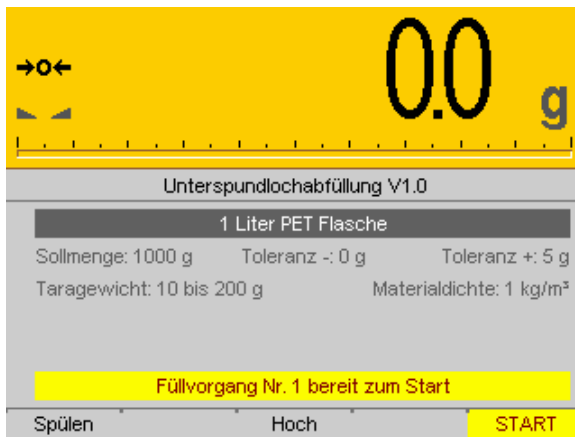 →0← 0.0 g
Unterspundlochabfüllung V1.0
1 Liter PET Flasche
Sollmenge: 1000 g Toleranz -: 0 g Toleranz +: 5 g
Taragewicht: 10 bis 200 g Materialdichte: 1 kg/m³
Füllvorgang Nr. 1 bereit zum Start
Spülen Hoch START